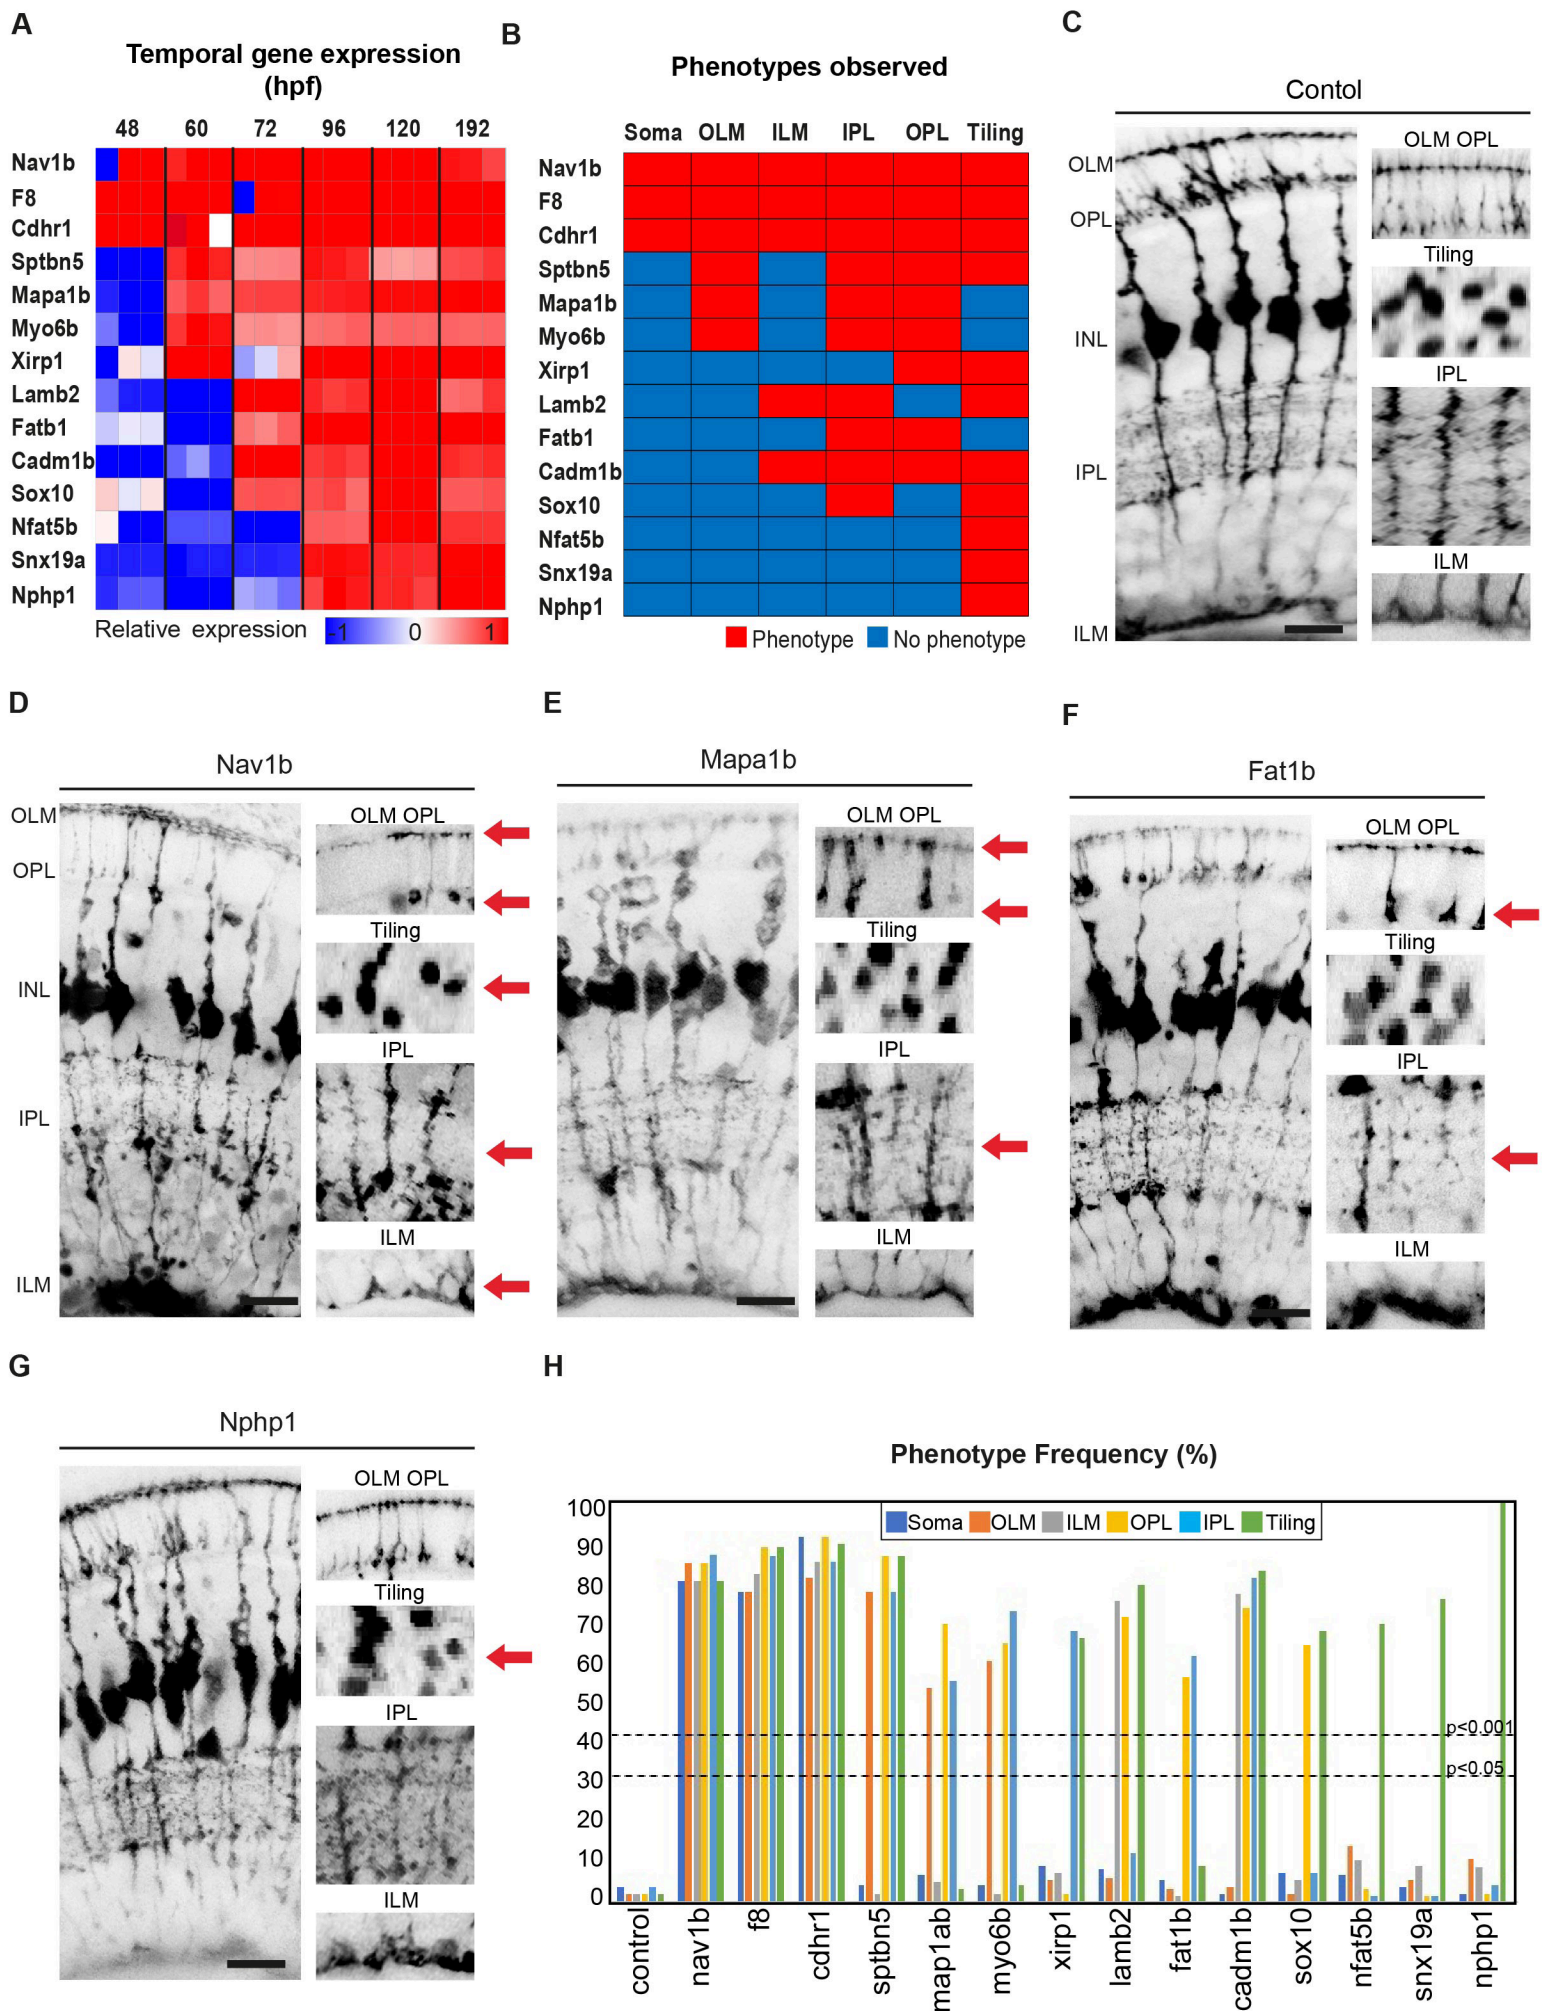 A
Temporal gene expression
(hpf)
48 60 72 96 120 192
Nav1b
F8
Cdhr1
Sptbn5
Mapa1b
Myo6b
Xirp1
Lamb2
Fatb1
Cadm1b
Sox10
Nfat5b
Snx19a
Nphp1
Relative expression -1 0 1
B
Phenotypes observed
Soma OLM ILM IPL OPL Tiling
Nav1b
F8
Cdhr1
Sptbn5
Mapa1b
Myo6b
Xirp1
Lamb2
Fatb1
Cadm1b
Sox10
Nfat5b
Snx19a
Nphp1
Phenotype No phenotype
C
Contol
OLM
OPL
INL
IPL
ILM
OLM OPL
Tiling
IPL
ILM
D
Nav1b
OLM
OPL
INL
IPL
ILM
OLM OPL
Tiling
IPL
ILM
E
Mapa1b
OLM OPL
Tiling
IPL
ILM
F
Fat1b
OLM OPL
Tiling
IPL
ILM
G
Nphp1
OLM OPL
Tiling
IPL
ILM
H
Phenotype Frequency (%)
Soma OLM ILM OPL IPL Tiling
100
90
80
70
60
50
40
30
20
10
0
p<0.001
p<0.05
control
nav1b
f8
cdhr1
sptbn5
map1ab
myo6b
xirp1
lamb2
fat1b
cadm1b
sox10
nfat5b
snx19a
nphp1